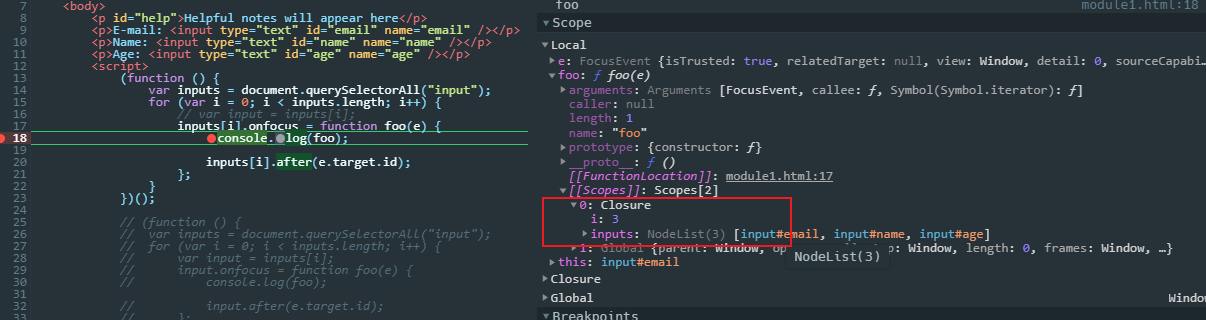 7 <body>
8 <p id="help">Helpful notes will appear here</p>
9 <p>E-mail: <input type="text" id="email" name="email" /></p>
10 <p>Name: <input type="text" id="name" name="name" /></p>
11 <p>Age: <input type="text" id="age" name="age" /></p>
12 <script>
13 (function () {
14 var inputs = document.querySelectorAll("input");
15 for (var i = 0; i < inputs.length; i++) {
16 // var input = inputs[i];
17 inputs[i].onfocus = function foo(e) {
18 console.log(foo);
19
20 inputs[i].after(e.target.id);
21 };
22 }
23 })();
24
25 // (function () {
26 // var inputs = document.querySelectorAll("input");
27 // for (var i = 0; i < inputs.length; i++) {
28 // var input = inputs[i];
29 // input.onfocus = function foo(e) {
30 // console.log(foo);
31
32 // input.after(e.target.id);
33 // };
foo module1.html:18
Scope
Local
e: FocusEvent {isTrusted: true, relatedTarget: null, view: Window, detail: 0, sourceCapabi…
foo: ƒ foo(e)
arguments: Arguments [FocusEvent, callee: ƒ, Symbol(Symbol.iterator): ƒ]
caller: null
length: 1
name: "foo"
prototype: {constructor: ƒ}
__proto__: ƒ ()
[[FunctionLocation]]: module1.html:17
[[Scopes]]: Scopes[2]
0: Closure
i: 3
inputs: NodeList(3) [input#email, input#name, input#age]
1: Global {parent: Window, Window, length: 0, frames: Window, …}
this: input#email
NodeList(3)
Closure
Global Window
Breakpoints